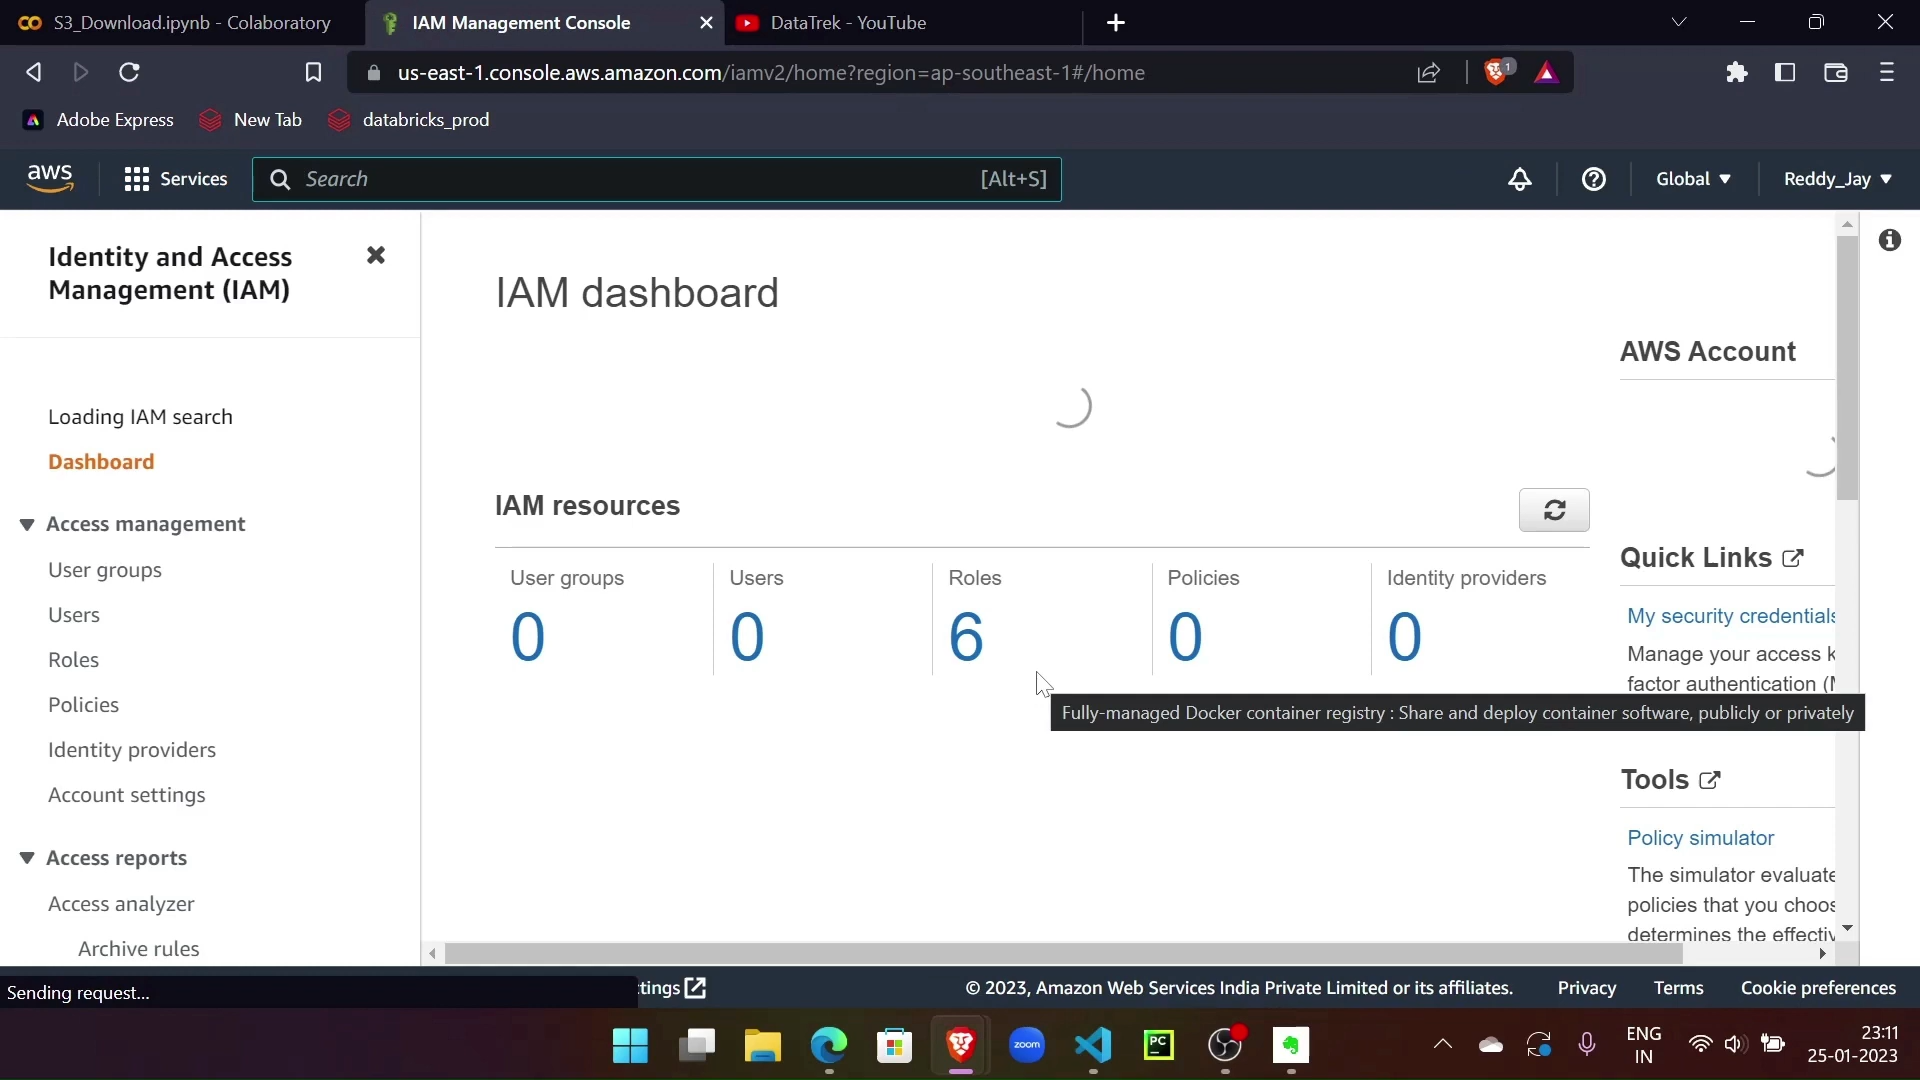 S3_Download.ipynb - Colaboratory
IAM Management Console
DataTrek - YouTube
us-east-1.console.aws.amazon.com/iamv2/home?region=ap-southeast-1#/home
1
Adobe Express
New Tab
databricks_prod
aws
Services
Search
[Alt+S]
Global
Reddy_Jay
Identity and Access
Management (IAM)
Loading IAM search
Dashboard
Access management
User groups
Users
Roles
Policies
Identity providers
Account settings
Access reports
Access analyzer
Archive rules
IAM dashboard
IAM resources
User groups
0
Users
0
Roles
6
Policies
0
Identity providers
0
Fully-managed Docker container registry : Share and deploy container software, publicly or privately
AWS Account
Quick Links
My security credentials
Manage your access k
factor authentication (M
Tools
Policy simulator
The simulator evaluate
policies that you choos
determines the effectiv
Sending request...
tings
© 2023, Amazon Web Services India Private Limited or its affiliates.
Privacy
Terms
Cookie preferences
zoom
PC
ENG
IN
23:11
25-01-2023